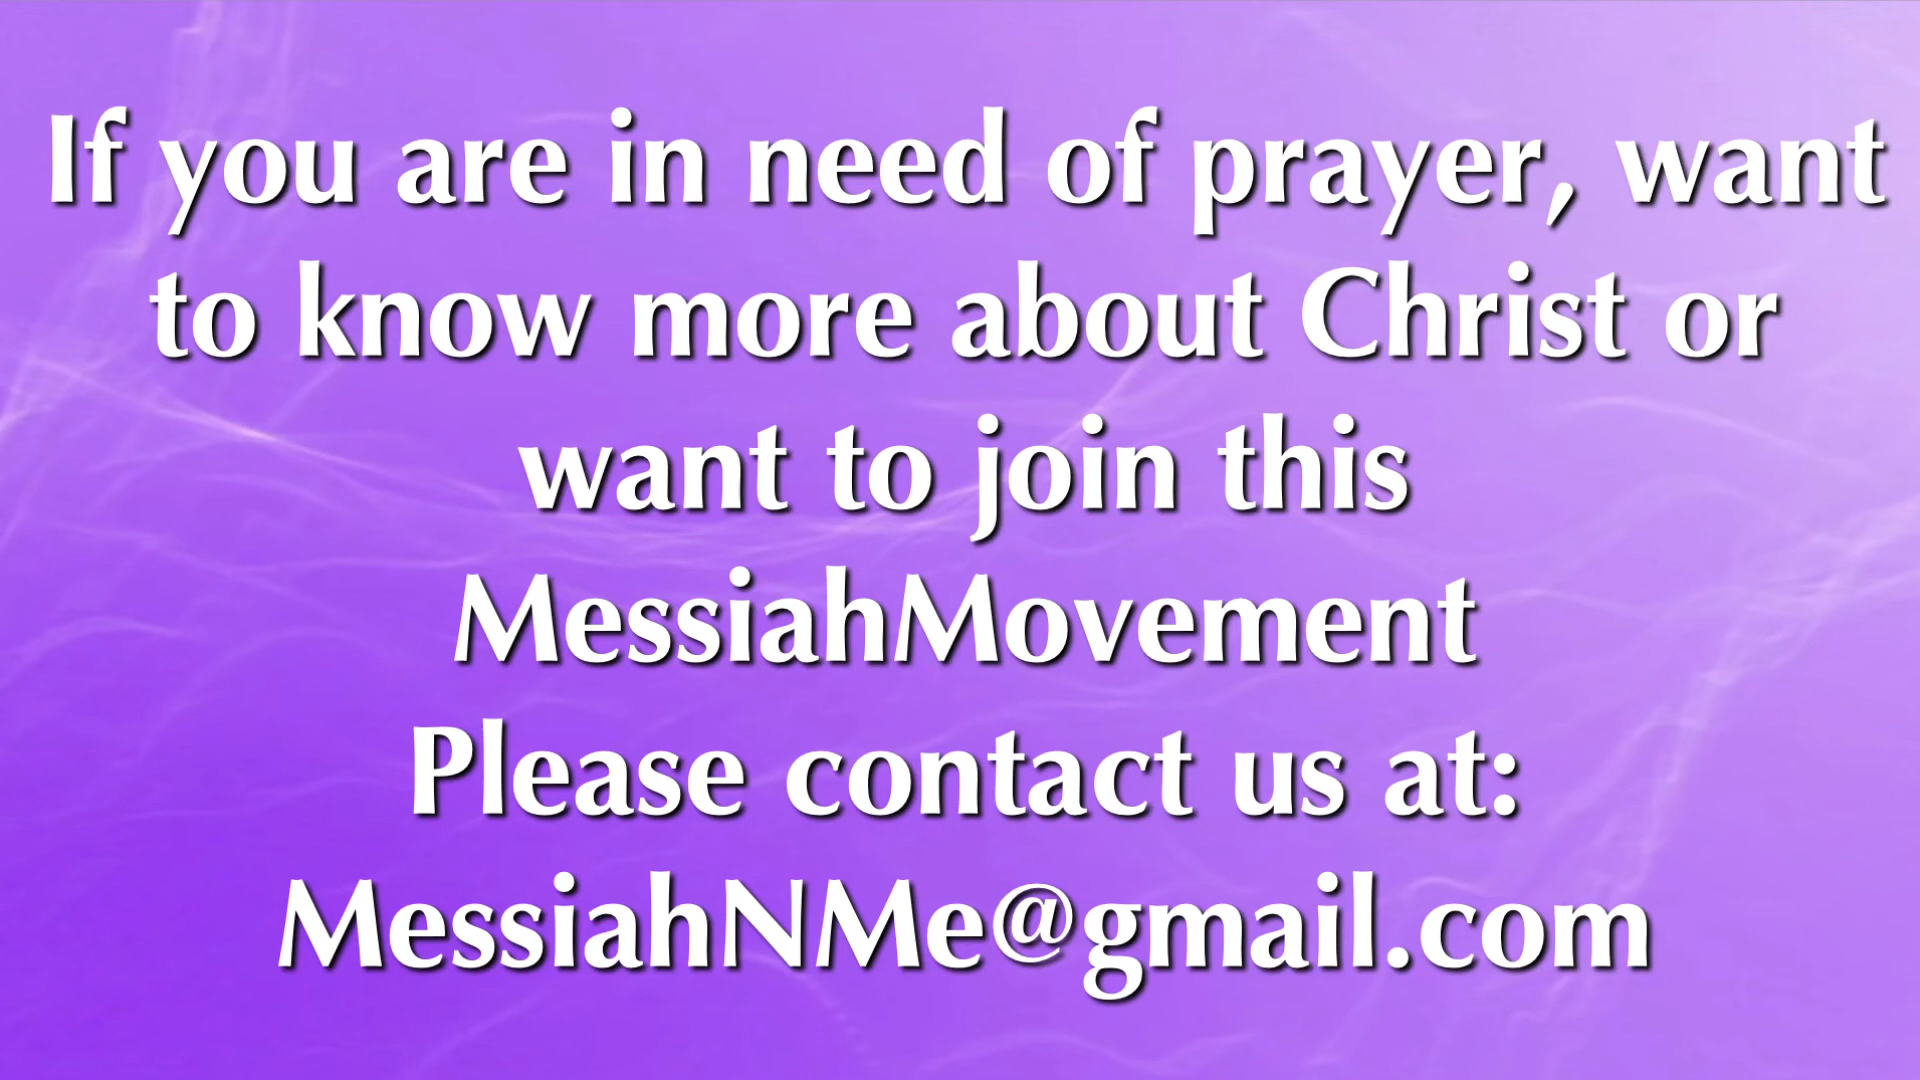 If you are in need of prayer, want
to know more about Christ or
want to join this
MessiahMovement
Please contact us at:
MessiahNMe@gmail.com